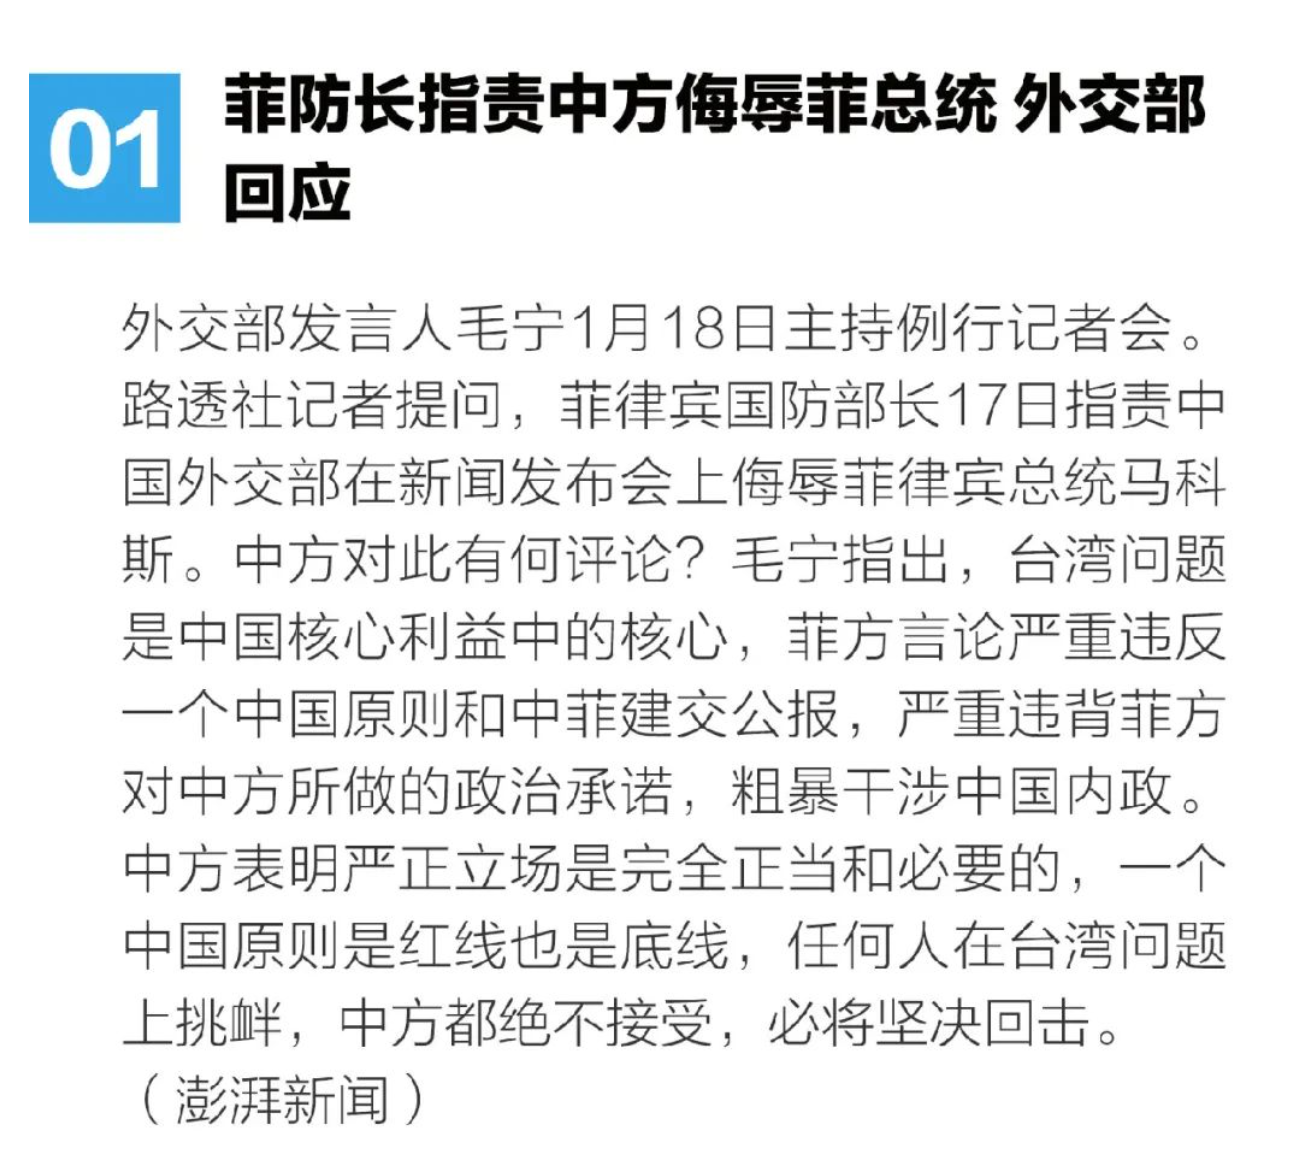 01
菲防长指责中方侮辱菲总统 外交部
回应
外交部发言人毛宁1月18日主持例行记者会。
路透社记者提问，菲律宾国防部长17日指责中
国外交部在新闻发布会上侮辱菲律宾总统马科
斯。中方对此有何评论？毛宁指出，台湾问题
是中国核心利益中的核心，菲方言论严重违反
一个中国原则和中菲建交公报，严重违背菲方
对中方所做的政治承诺，粗暴干涉中国内政。
中方表明严正立场是完全正当和必要的，一个
中国原则是红线也是底线，任何人在台湾问题
上挑衅，中方都绝不接受，必将坚决回击。
（澎湃新闻）